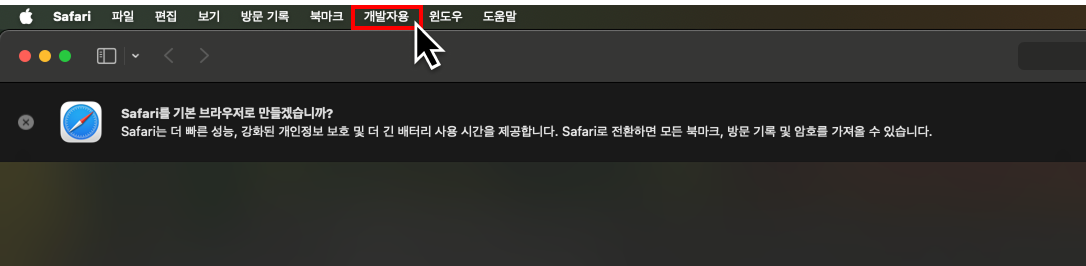 Safari 파일 편집 보기 방문 기록 북마크 개발자용 윈도우 도움말
Safari를 기본 브라우저로 만들겠습니까?
Safari는 더 빠른 성능, 강화된 개인정보 보호 및 더 긴 배터리 사용 시간을 제공합니다. Safari로 전환하면 모든 북마크, 방문 기록 및 암호를 가져올 수 있습니다.